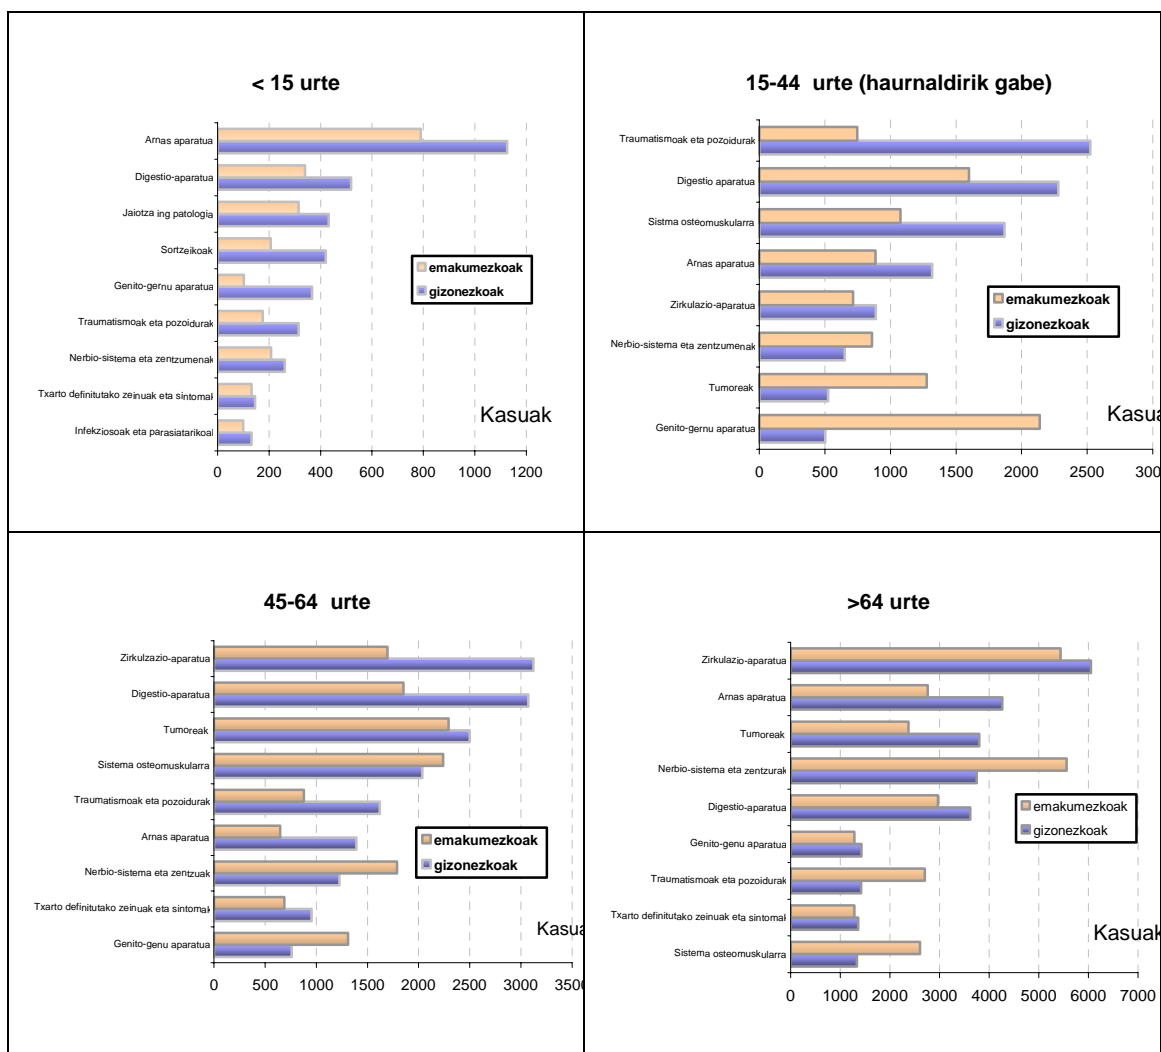 < 15 urte
Arnas aparatua
Digestio-aparatua
Jaiotza ing patologia
Sortzeikoak
Genito-gernu aparatua
Traumatismoak eta pozoidurak
Nerbio-sistema eta zentzumenak
Txarto definitutako zeinuak eta sintomak
Infekziosoak eta parasiatarikoal
emakumezkoak
gizonezkoak
Kasuak
0 200 400 600 800 1000 1200
15-44 urte (haurnaldirik gabe)
Traumatismoak eta pozoidurak
Digestio aparatua
Sistma osteomuskularra
Arnas aparatua
Zirkulazio-aparatua
Nerbio-sistema eta zentzumenak
Tumoreak
Genito-gernu aparatua
emakumezkoak
gizonezkoak
Kasua
0 500 1000 1500 2000 2500 300
45-64 urte
Zirkulzazio-aparatua
Digestio-aparatua
Tumoreak
Sistema osteomuskularra
Traumatismoak eta pozoidurak
Arnas aparatua
Nerbio-sistema eta zentzuak
Txarto definitutako zeinuak eta sintomak
Genito-genu aparatua
emakumezkoak
gizonezkoak
Kasua
0 500 1000 1500 2000 2500 3000 3500
>64 urte
Zirkulazio-aparatua
Arnas aparatua
Tumoreak
Nerbio-sistema eta zentzurak
Digestio-aparatua
Genito-genu aparatua
Traumatismoak eta pozoidurak
Txarto definitutako zeinuak eta sintomak
Sistema osteomuskularra
emakumezkoak
gizonezkoak
Kasuak
0 1000 2000 3000 4000 5000 6000 7000